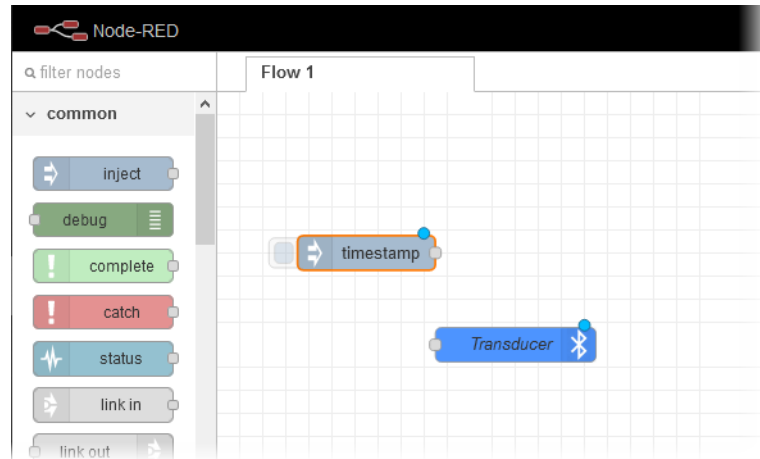 Node-RED
filter nodes
Flow 1
common
inject
debug
complete
catch
status
link in
link out
timestamp
Transducer